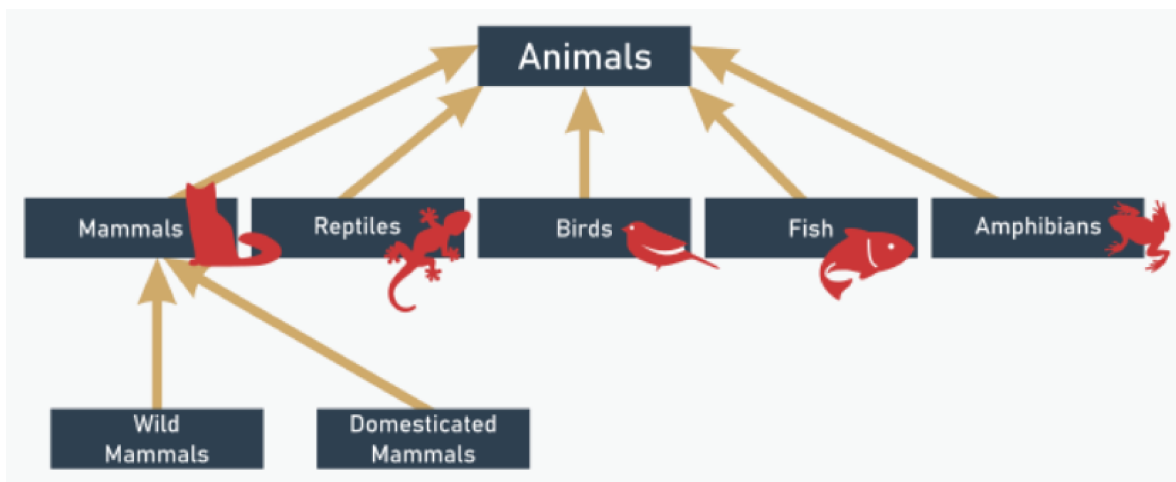 Animals
Mammals
Reptiles
Birds
Fish
Amphibians
Wild
Mammals
Domesticated
Mammals